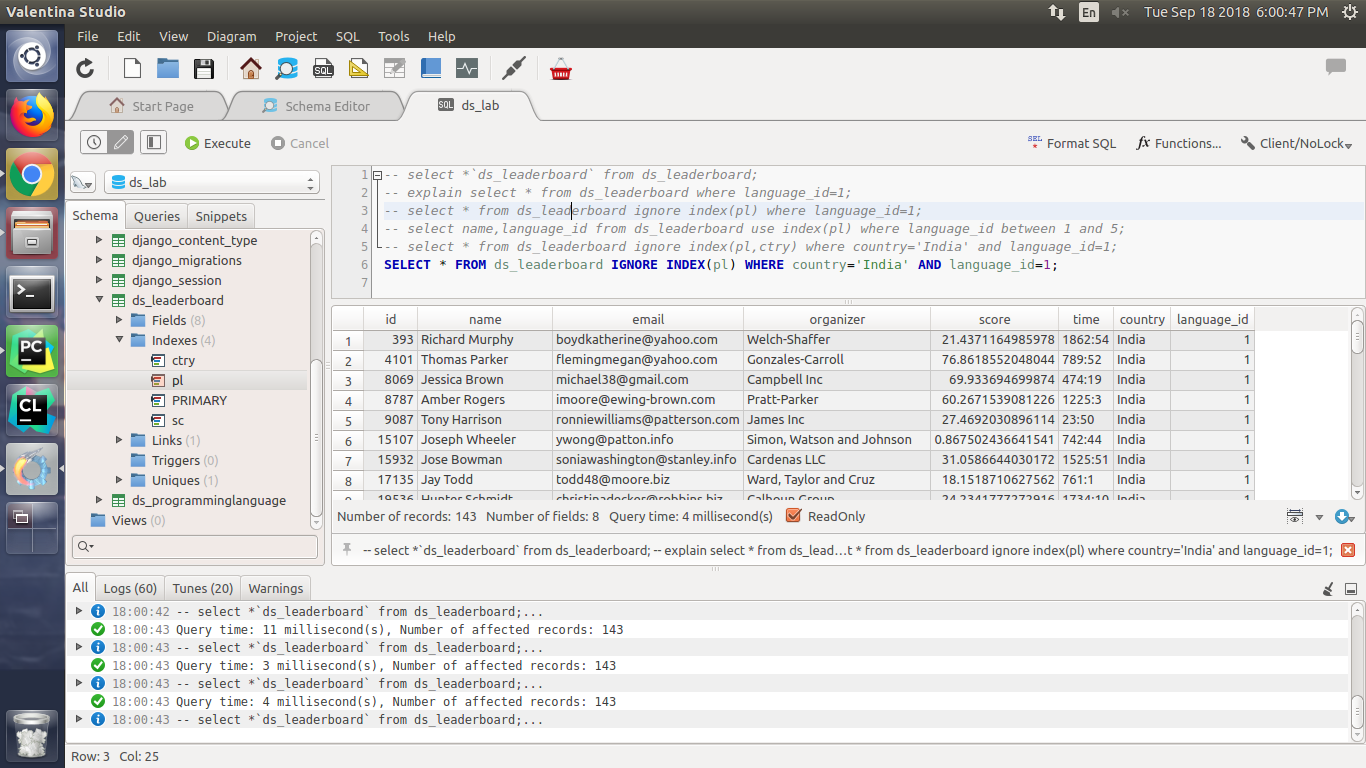 Valentina Studio
En
Tue Sep 18 2018 6:00:47 PM
File Edit View Diagram Project SQL Tools Help
SQL
Start Page
Schema Editor
SQL ds_lab
Execute
Cancel
SEL Format SQL
fx Functions...
Client/NoLock
ds_lab
Schema Queries Snippets
django_content_type
django_migrations
django_session
ds_leaderboard
Fields (8)
Indexes (4)
ctry
pl
PRIMARY
sc
Links (1)
Triggers (0)
Uniques (1)
ds_programminglanguage
Views (0)
1 -- select *`ds_leaderboard` from ds_leaderboard;
2 -- explain select * from ds_leaderboard where language_id=1;
3 -- select * from ds_leaderboard ignore index(pl) where language_id=1;
4 -- select name,language_id from ds_leaderboard use index(pl) where language_id between 1 and 5;
5 -- select * from ds_leaderboard ignore index(pl,ctry) where country='India' and language_id=1;
6 SELECT * FROM ds_leaderboard IGNORE INDEX(pl) WHERE country='India' AND language_id=1;
7
id name email organizer score time country language_id
1 393 Richard Murphy boydkatherine@yahoo.com Welch-Shaffer 21.4371164985978 1862:54 India 1
2 4101 Thomas Parker flemingmegan@yahoo.com Gonzales-Carroll 76.8618552048044 789:52 India 1
3 8069 Jessica Brown michael38@gmail.com Campbell Inc 69.933694699874 474:19 India 1
4 8787 Amber Rogers imoore@ewing-brown.com Pratt-Parker 60.2671539081226 1225:3 India 1
5 9087 Tony Harrison ronniewilliams@patterson.com James Inc 27.4692030896114 23:50 India 1
6 15107 Joseph Wheeler ywong@patton.info Simon, Watson and Johnson 0.867502436641541 742:44 India 1
7 15932 Jose Bowman soniawashington@stanley.info Cardenas LLC 31.0586644030172 1525:51 India 1
8 17135 Jay Todd todd48@moore.biz Ward, Taylor and Cruz 18.1518710627562 761:1 India 1
9 19536 Hunter Schmidt christinadecker@robbins.biz Calhoun Group 24.2341777272916 1734:10 India 1
Number of records: 143 Number of fields: 8 Query time: 4 millisecond(s) ReadOnly
-- select *`ds_leaderboard` from ds_leaderboard; -- explain select * from ds_lead...t * from ds_leaderboard ignore index(pl) where country='India' and language_id=1;
All Logs (60) Tunes (20) Warnings
18:00:42 -- select *`ds_leaderboard` from ds_leaderboard;...
18:00:43 Query time: 11 millisecond(s), Number of affected records: 143
18:00:43 -- select *`ds_leaderboard` from ds_leaderboard;...
18:00:43 Query time: 3 millisecond(s), Number of affected records: 143
18:00:43 -- select *`ds_leaderboard` from ds_leaderboard;...
18:00:43 Query time: 4 millisecond(s), Number of affected records: 143
18:00:43 -- select *`ds_leaderboard` from ds_leaderboard;...
Row: 3 Col: 25
PC
CL